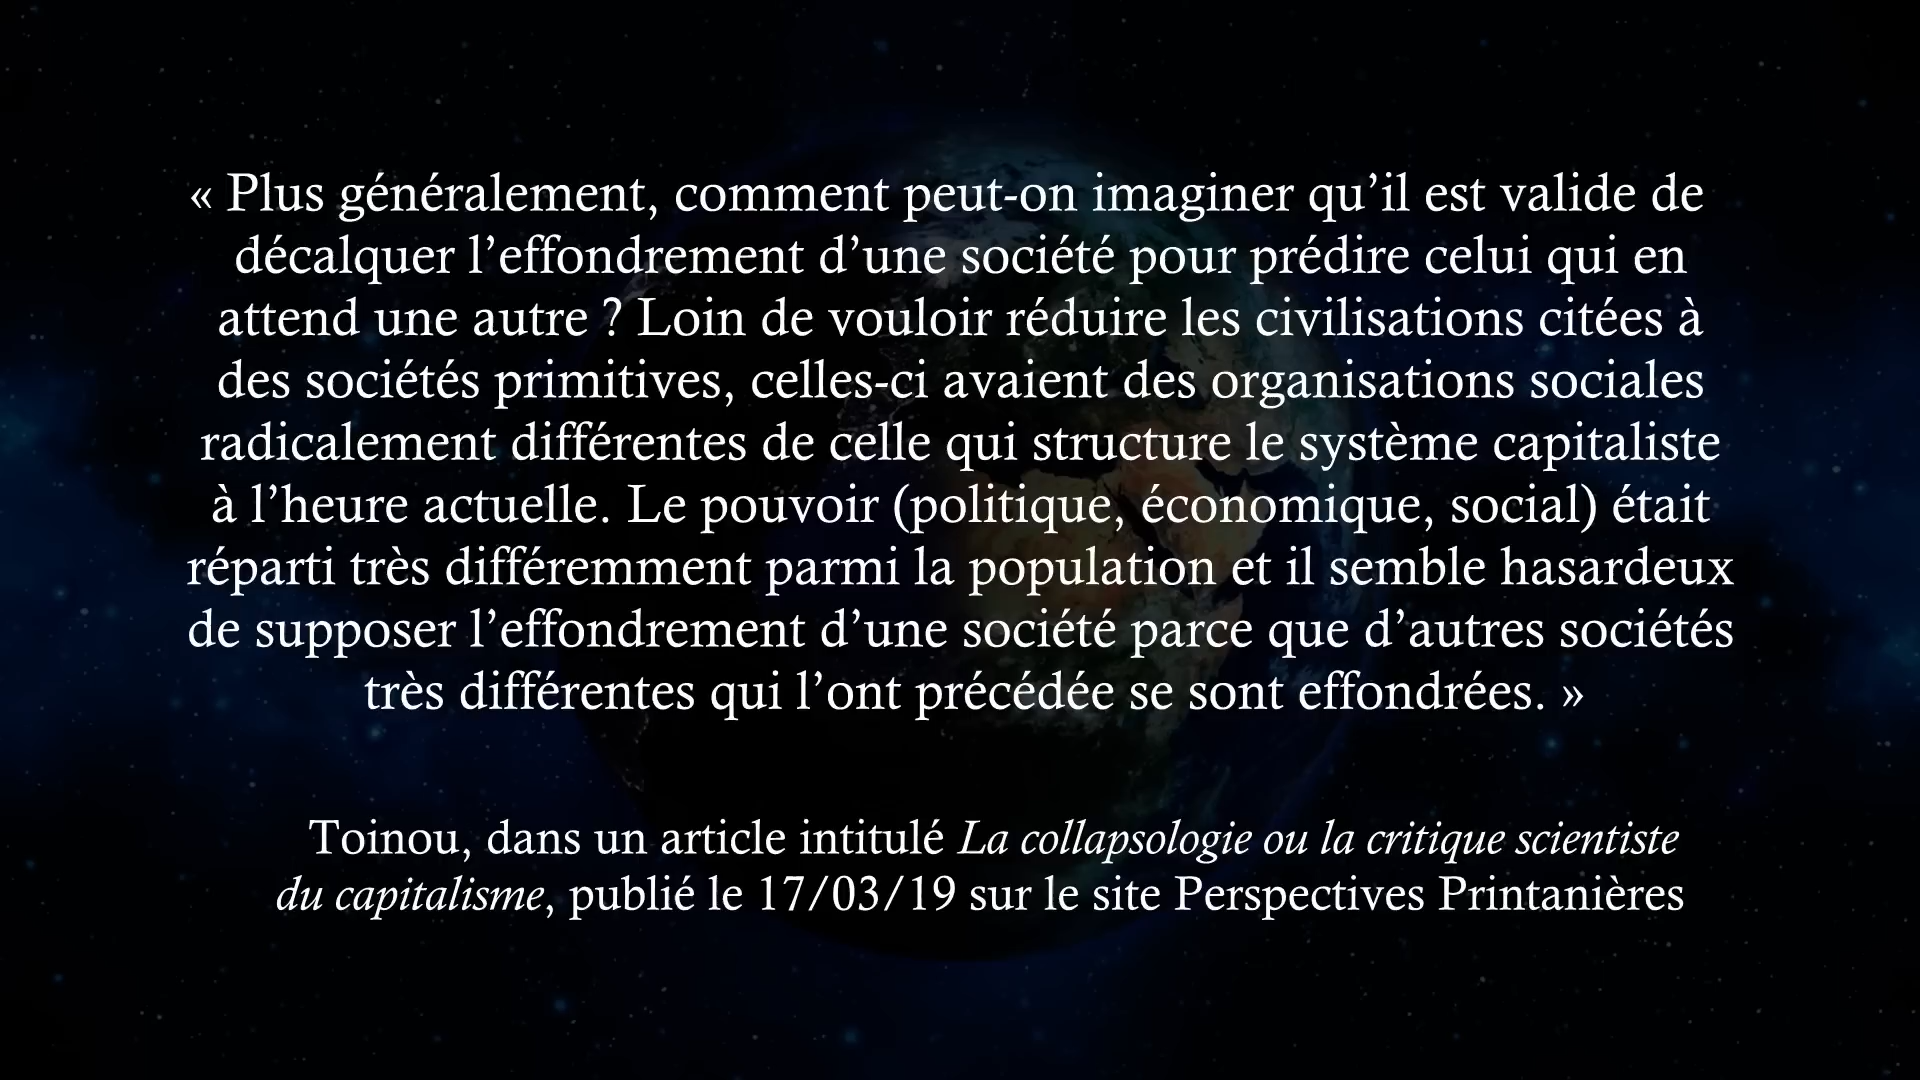 « Plus généralement, comment peut-on imaginer qu’il est valide de
décalquer l’effondrement d’une société pour prédire celui qui en
attend une autre ? Loin de vouloir réduire les civilisations citées à
des sociétés primitives, celles-ci avaient des organisations sociales
radicalement différentes de celle qui structure le système capitaliste
à l’heure actuelle. Le pouvoir (politique, économique, social) était
réparti très différemment parmi la population et il semble hasardeux
de supposer l’effondrement d’une société parce que d’autres sociétés
très différentes qui l’ont précédée se sont effondrées. »
Toinou, dans un article intitulé La collapsologie ou la critique scientiste
du capitalisme, publié le 17/03/19 sur le site Perspectives Printanières